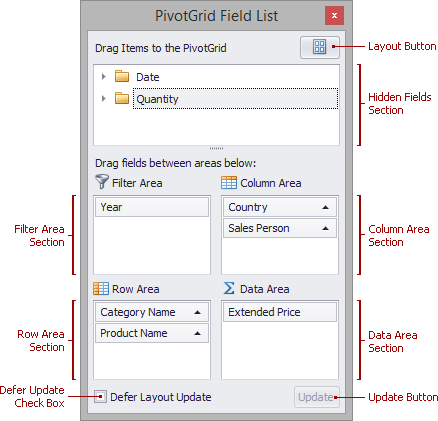 PivotGrid Field List
x
Drag Items to the PivotGrid
Layout Button
Date
Quantity
Hidden Fields
Section
Drag fields between areas below:
Filter Area
Column Area
Year
Country
Sales Person
Filter Area
Section
Column Area
Section
Row Area
Data Area
Category Name
Product Name
Extended Price
Row Area
Section
Data Area
Section
Defer Update
Check Box
Defer Layout Update
Update
Update Button